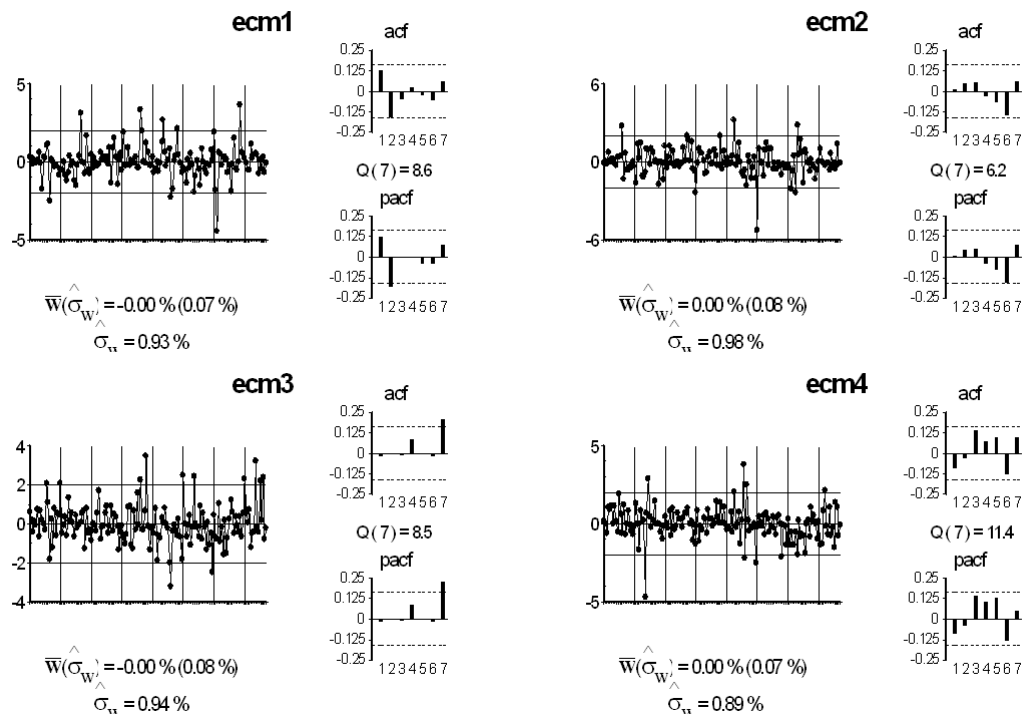 ecm1
acf
0.25
0.125
0
-0.125
-0.25
1 2 3 4 5 6 7
Q(7) = 8.6
pacf
0.25
0.125
0
-0.125
-0.25
1 2 3 4 5 6 7
5
0
-5
W̅(σ̂w) = -0.00 % (0.07 %)
σ̂w = 0.93 %
ecm2
acf
0.25
0.125
0
-0.125
-0.25
1 2 3 4 5 6 7
Q(7) = 6.2
pacf
0.25
0.125
0
-0.125
-0.25
1 2 3 4 5 6 7
6
0
-6
W̅(σ̂w) = 0.00 % (0.08 %)
σ̂w = 0.98 %
ecm3
acf
0.25
0.125
0
-0.125
-0.25
1 2 3 4 5 6 7
Q(7) = 8.5
pacf
0.25
0.125
0
-0.125
-0.25
1 2 3 4 5 6 7
4
2
0
-2
-4
W̅(σ̂w) = -0.00 % (0.08 %)
σ̂w = 0.94 %
ecm4
acf
0.25
0.125
0
-0.125
-0.25
1 2 3 4 5 6 7
Q(7) = 11.4
pacf
0.25
0.125
0
-0.125
-0.25
1 2 3 4 5 6 7
5
0
-5
W̅(σ̂w) = 0.00 % (0.07 %)
σ̂w = 0.89 %